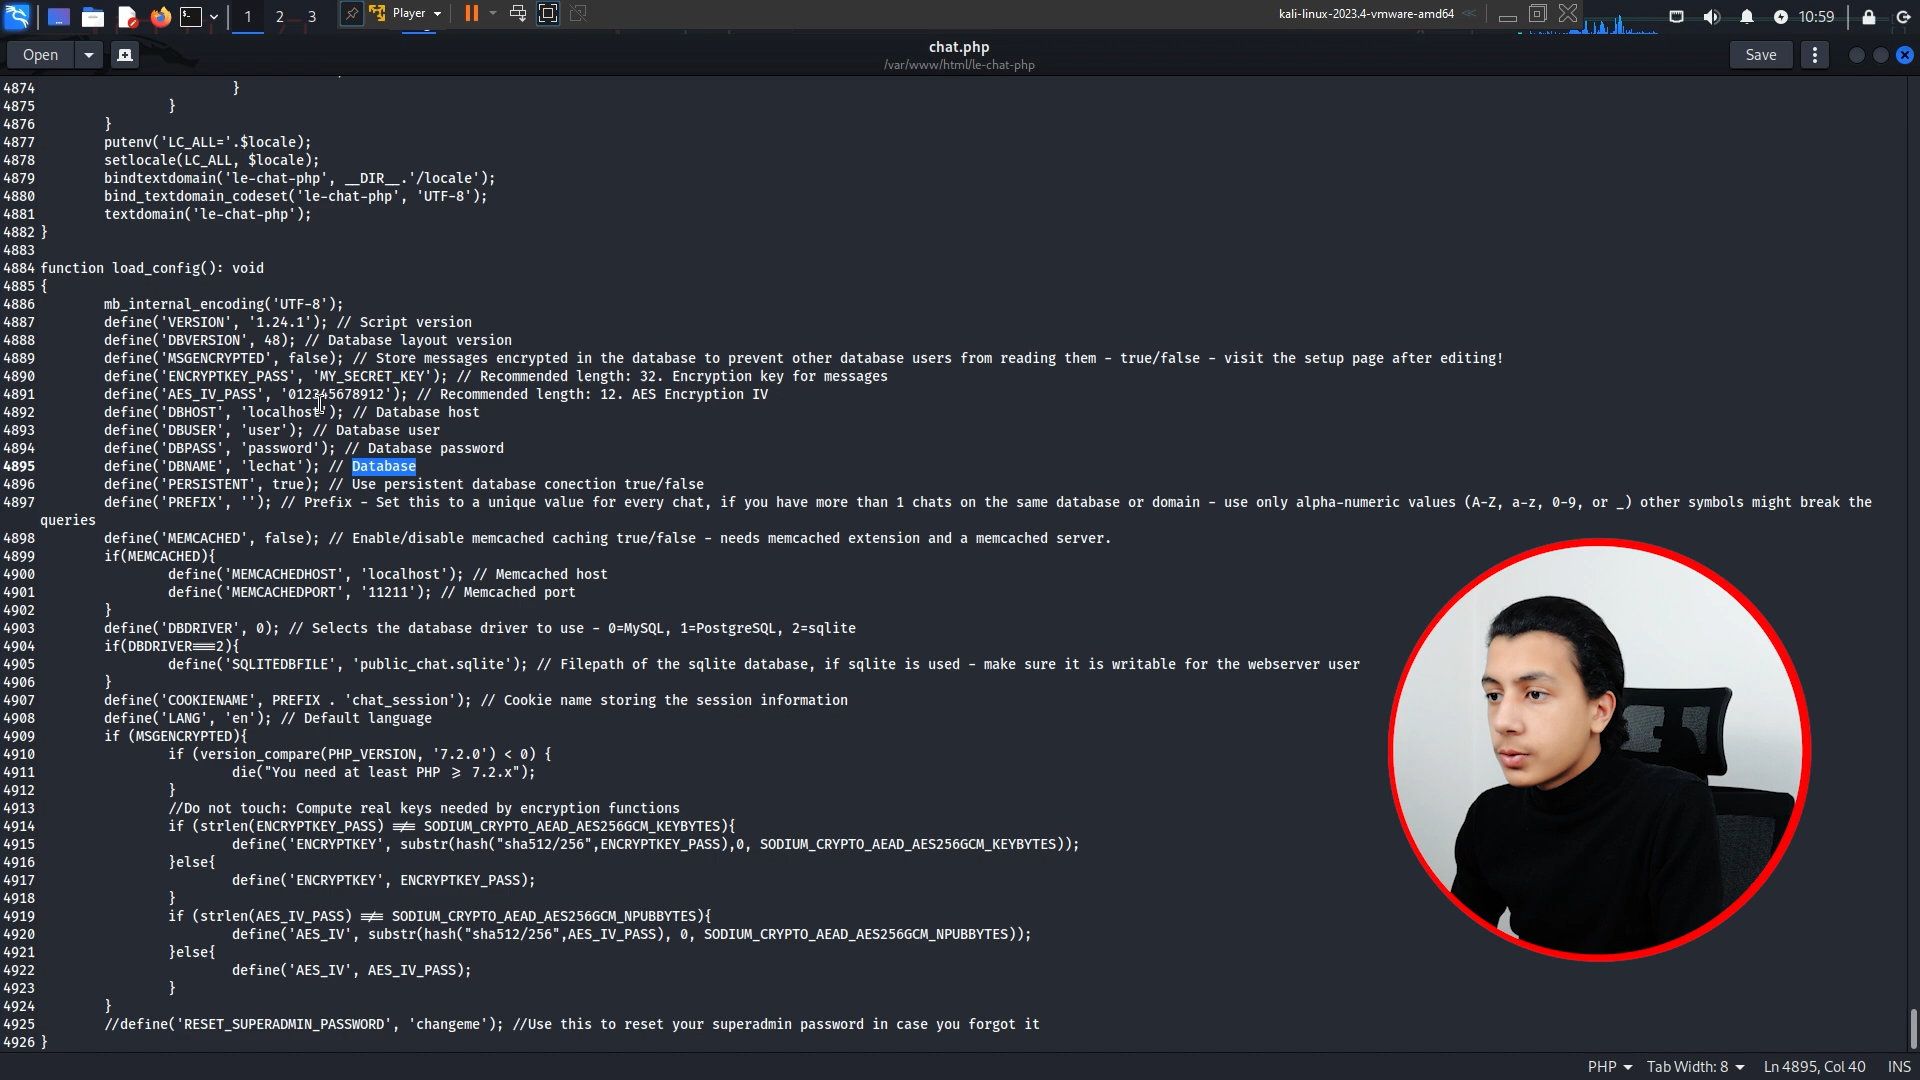 1 2 3 Player kali-linux-2023.4-vmware-amd64 10:59
Open chat.php Save
/var/www/html/le-chat-php
4874 }
4875 }
4876 }
4877 putenv('LC_ALL='.$locale);
4878 setlocale(LC_ALL, $locale);
4879 bindtextdomain('le-chat-php', __DIR__.'/locale');
4880 bind_textdomain_codeset('le-chat-php', 'UTF-8');
4881 textdomain('le-chat-php');
4882 }
4883
4884 function load_config(): void
4885 {
4886 mb_internal_encoding('UTF-8');
4887 define('VERSION', '1.24.1'); // Script version
4888 define('DBVERSION', 48); // Database layout version
4889 define('MSGENCRYPTED', false); // Store messages encrypted in the database to prevent other database users from reading them - true/false - visit the setup page after editing!
4890 define('ENCRYPTKEY_PASS', 'MY_SECRET_KEY'); // Recommended length: 32. Encryption key for messages
4891 define('AES_IV_PASS', '012345678912'); // Recommended length: 12. AES Encryption IV
4892 define('DBHOST', 'localhost'); // Database host
4893 define('DBUSER', 'user'); // Database user
4894 define('DBPASS', 'password'); // Database password
4895 define('DBNAME', 'lechat'); // Database
4896 define('PERSISTENT', true); // Use persistent database conection true/false
4897 define('PREFIX', ''); // Prefix - Set this to a unique value for every chat, if you have more than 1 chats on the same database or domain - use only alpha-numeric values (A-Z, a-z, 0-9, or _) other symbols might break the
queries
4898 define('MEMCACHED', false); // Enable/disable memcached caching true/false - needs memcached extension and a memcached server.
4899 if(MEMCACHED){
4900 define('MEMCACHEDHOST', 'localhost'); // Memcached host
4901 define('MEMCACHEDPORT', '11211'); // Memcached port
4902 }
4903 define('DBDRIVER', 0); // Selects the database driver to use - 0=MySQL, 1=PostgreSQL, 2=sqlite
4904 if(DBDRIVER===2){
4905 define('SQLITEDBFILE', 'public_chat.sqlite'); // Filepath of the sqlite database, if sqlite is used - make sure it is writable for the webserver user
4906 }
4907 define('COOKIENAME', PREFIX . 'chat_session'); // Cookie name storing the session information
4908 define('LANG', 'en'); // Default language
4909 if (MSGENCRYPTED){
4910 if (version_compare(PHP_VERSION, '7.2.0') < 0) {
4911 die("You need at least PHP >= 7.2.x");
4912 }
4913 //Do not touch: Compute real keys needed by encryption functions
4914 if (strlen(ENCRYPTKEY_PASS) !== SODIUM_CRYPTO_AEAD_AES256GCM_KEYBYTES){
4915 define('ENCRYPTKEY', substr(hash("sha512/256",ENCRYPTKEY_PASS),0, SODIUM_CRYPTO_AEAD_AES256GCM_KEYBYTES));
4916 }else{
4917 define('ENCRYPTKEY', ENCRYPTKEY_PASS);
4918 }
4919 if (strlen(AES_IV_PASS) !== SODIUM_CRYPTO_AEAD_AES256GCM_NPUBBYTES){
4920 define('AES_IV', substr(hash("sha512/256",AES_IV_PASS), 0, SODIUM_CRYPTO_AEAD_AES256GCM_NPUBBYTES));
4921 }else{
4922 define('AES_IV', AES_IV_PASS);
4923 }
4924 }
4925 //define('RESET_SUPERADMIN_PASSWORD', 'changeme'); //Use this to reset your superadmin password in case you forgot it
4926 }
PHP Tab Width: 8 Ln 4895, Col 40 INS